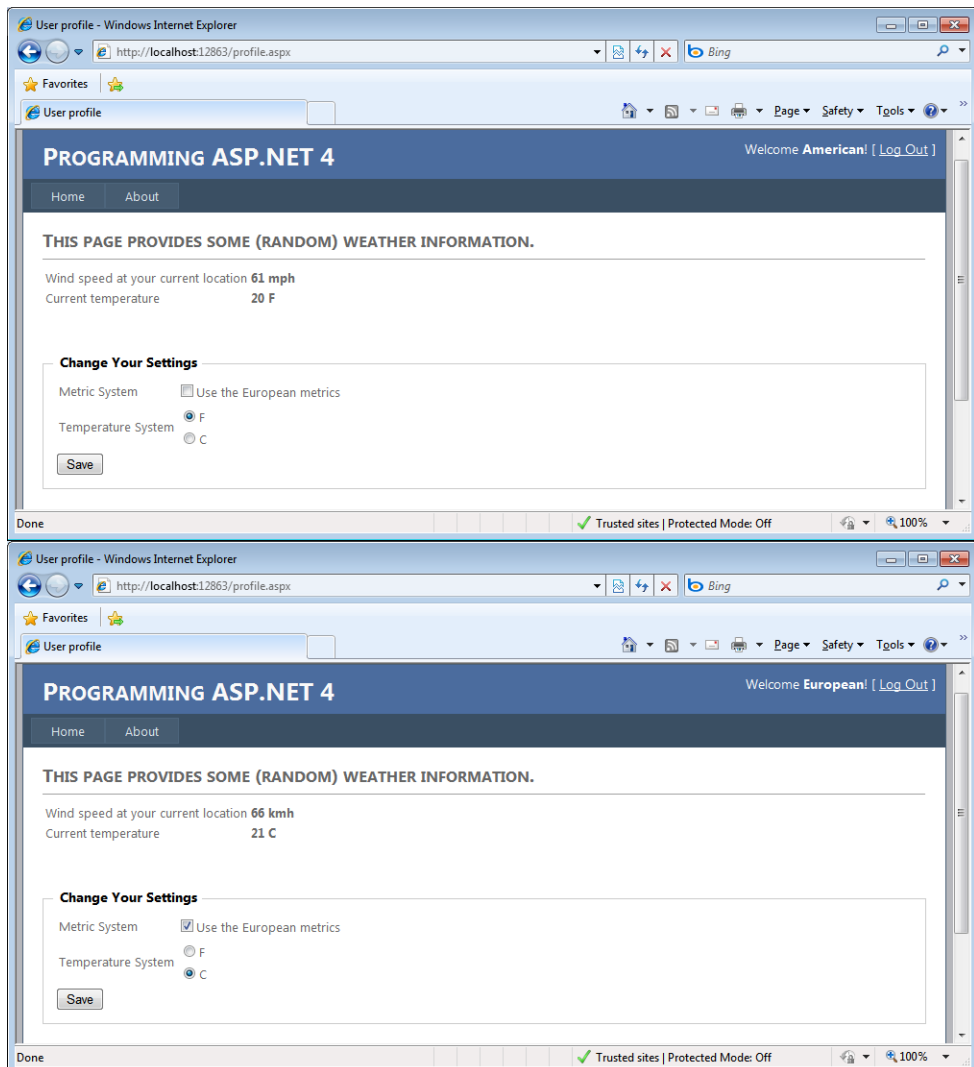 User profile - Windows Internet Explorer
http://localhost:12863/profile.aspx
Bing
Favorites
User profile
Page Safety Tools »
PROGRAMMING ASP.NET 4
Welcome American! [ Log Out ]
Home About
THIS PAGE PROVIDES SOME (RANDOM) WEATHER INFORMATION.
Wind speed at your current location 61 mph
Current temperature 20 F
Change Your Settings
Metric System Use the European metrics
F
Temperature System
C
Save
Done Trusted sites | Protected Mode: Off 100%
User profile - Windows Internet Explorer
http://localhost:12863/profile.aspx
Bing
Favorites
User profile
Page Safety Tools »
PROGRAMMING ASP.NET 4
Welcome European! [ Log Out ]
Home About
THIS PAGE PROVIDES SOME (RANDOM) WEATHER INFORMATION.
Wind speed at your current location 66 kmh
Current temperature 21 C
Change Your Settings
Metric System Use the European metrics
F
Temperature System
C
Save
Done Trusted sites | Protected Mode: Off 100%